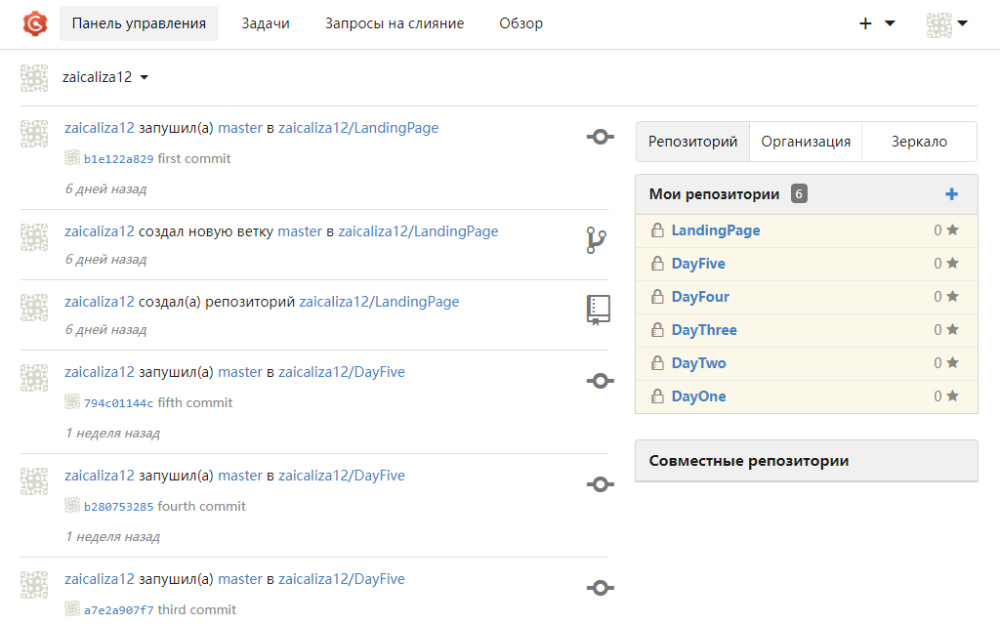 Панель управления Задачи Запросы на слияние Обзор
zaicaliza12
zaicaliza12 запушил(а) master в zaicaliza12/LandingPage
b1e122a829 first commit
6 дней назад
zaicaliza12 создал новую ветку master в zaicaliza12/LandingPage
6 дней назад
zaicaliza12 создал(а) репозиторий zaicaliza12/LandingPage
6 дней назад
zaicaliza12 запушил(а) master в zaicaliza12/DayFive
794c01144c fifth commit
1 неделя назад
zaicaliza12 запушил(а) master в zaicaliza12/DayFive
b280753285 fourth commit
1 неделя назад
zaicaliza12 запушил(а) master в zaicaliza12/DayFive
a7e2a907f7 third commit
Репозиторий Организация Зеркало
Мои репозитории 6
LandingPage 0
DayFive 0
DayFour 0
DayThree 0
DayTwo 0
DayOne 0
Совместные репозитории